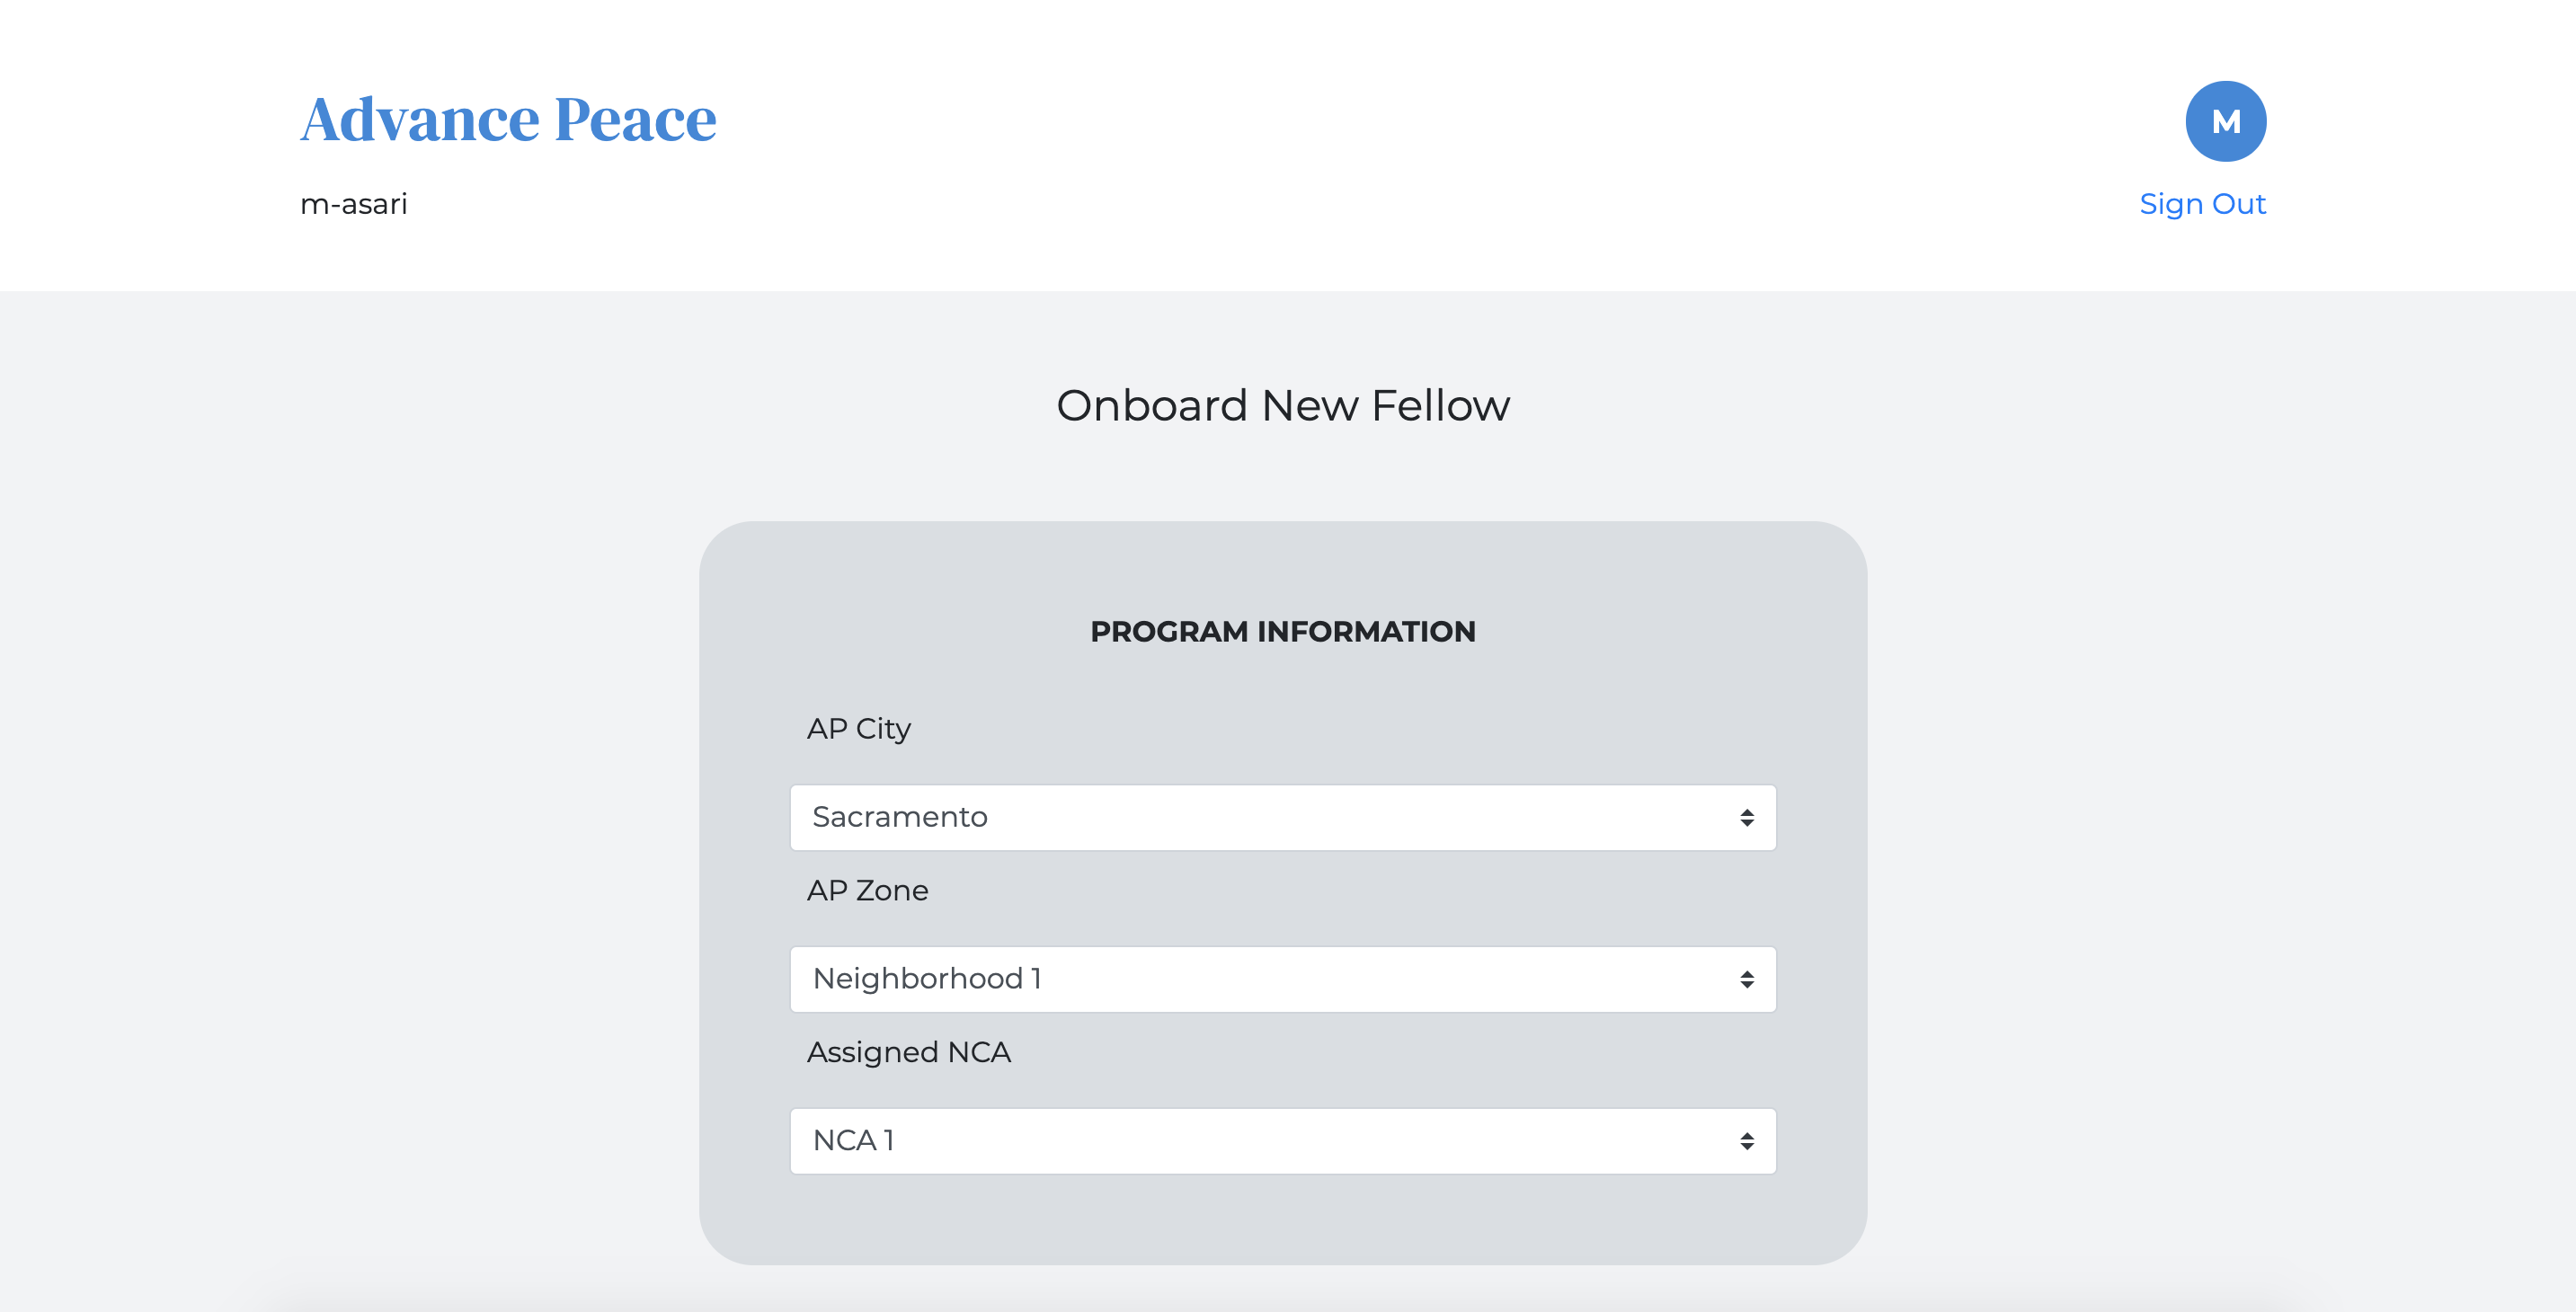 Advance Peace
M
m-asari
Sign Out
Onboard New Fellow
PROGRAM INFORMATION
AP City
Sacramento
AP Zone
Neighborhood 1
Assigned NCA
NCA 1